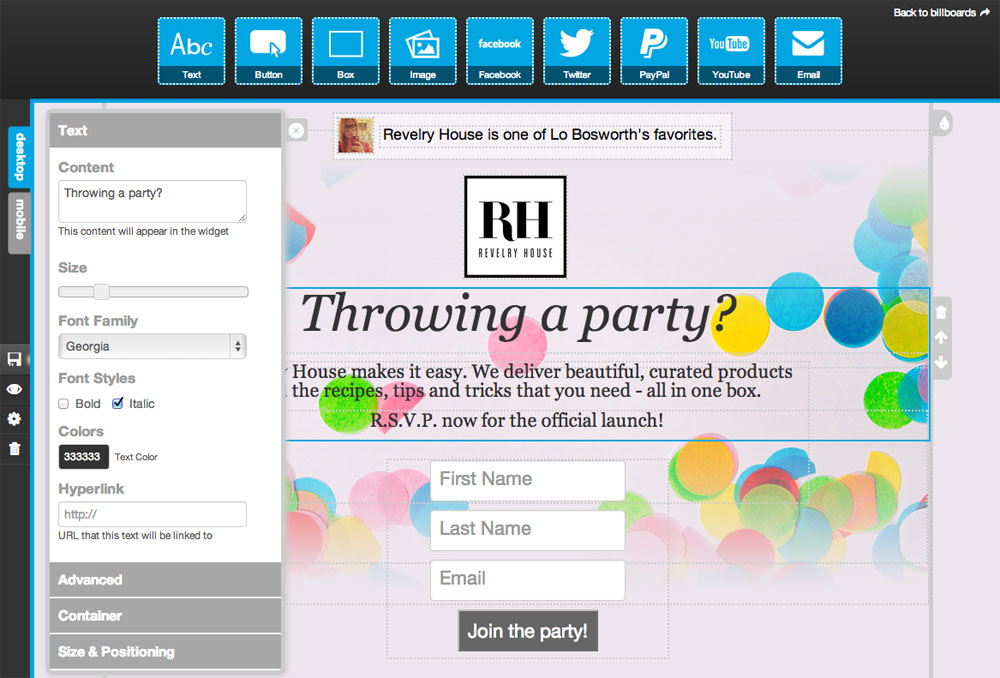 Back to billboards
Abc
Text
Button
Box
Image
facebook
Facebook
Twitter
PayPal
You Tube
YouTube
Email
desktop
mobile
Text
Content
Throwing a party?
This content will appear in the widget
Size
Font Family
Georgia
Font Styles
Bold Italic
Colors
333333 Text Color
Hyperlink
http://
URL that this text will be linked to
Advanced
Container
Size & Positioning
Revelry House is one of Lo Bosworth's favorites.
RH
REVELRY HOUSE
Throwing a party?
House makes it easy. We deliver beautiful, curated products
the recipes, tips and tricks that you need - all in one box.
R.S.V.P. now for the official launch!
First Name
Last Name
Email
Join the party!